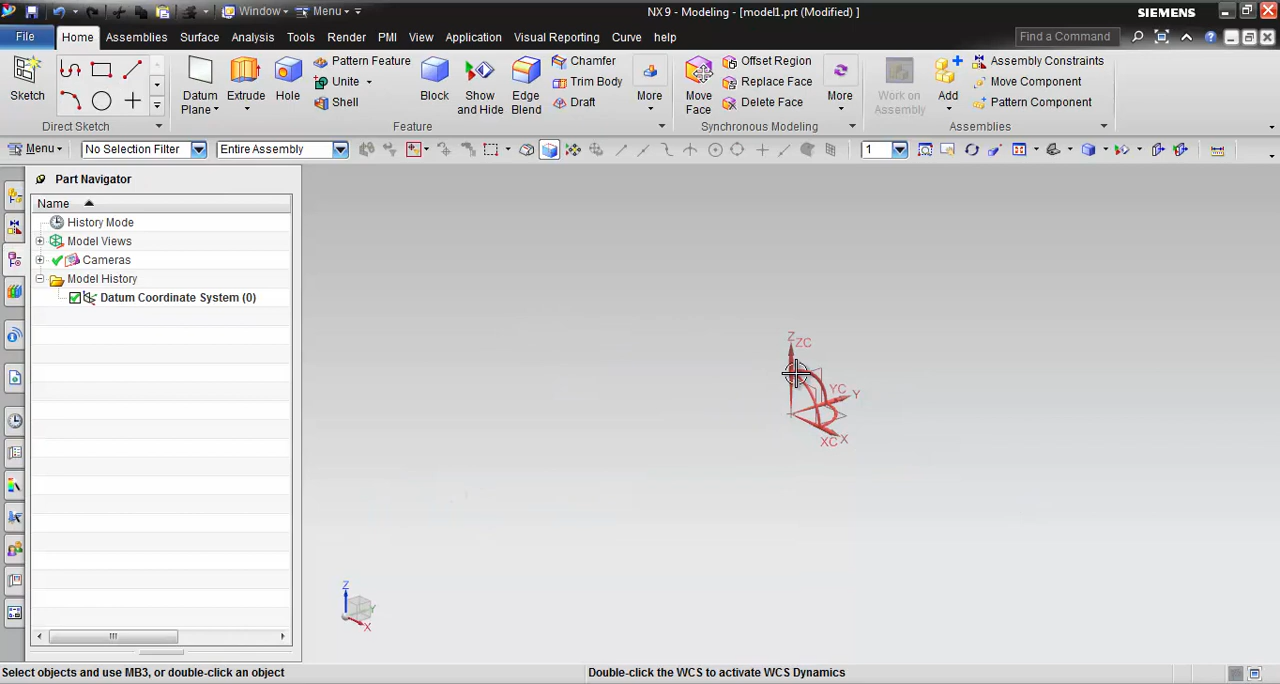 Window
Menu
NX 9 - Modeling - [model1.prt (Modified) ]
SIEMENS
File
Home
Assemblies
Surface
Analysis
Tools
Render
PMI
View
Application
Visual Reporting
Curve
help
Find a Command
Sketch
Direct Sketch
Datum Plane
Extrude
Hole
Pattern Feature
Unite
Shell
Block
Show and Hide
Edge Blend
Chamfer
Trim Body
Draft
More
Feature
Move Face
Offset Region
Replace Face
Delete Face
More
Synchronous Modeling
Work on Assembly
Add
Assembly Constraints
Move Component
Pattern Component
Assemblies
Menu
No Selection Filter
Entire Assembly
1
Part Navigator
Name
History Mode
Model Views
Cameras
Model History
Datum Coordinate System (0)
Z
ZC
YC
Y
XC
X
Z
Y
X
Select objects and use MB3, or double-click an object
Double-click the WCS to activate WCS Dynamics